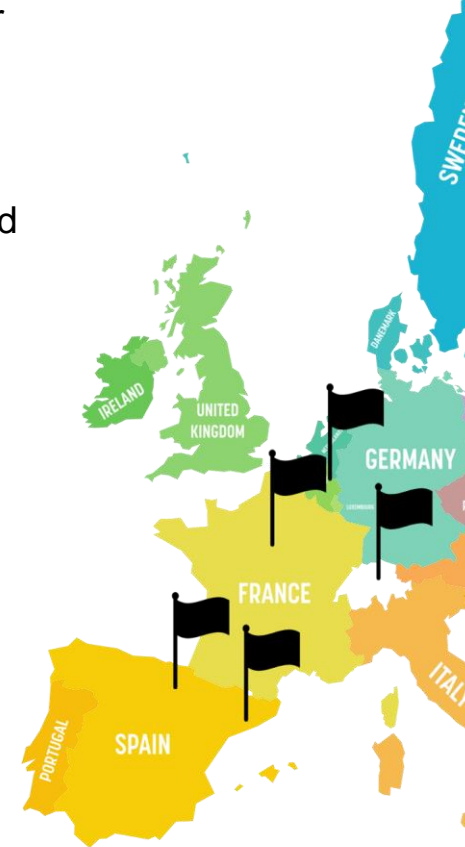 d
SWEDEN
DANEMARK
IRELAND
UNITED
KINGDOM
GERMANY
LUXEMBOURG
FRANCE
ITALY
PORTUGAL
SPAIN